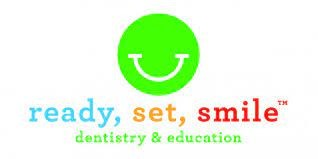 ready, set, smile™
dentistry & education